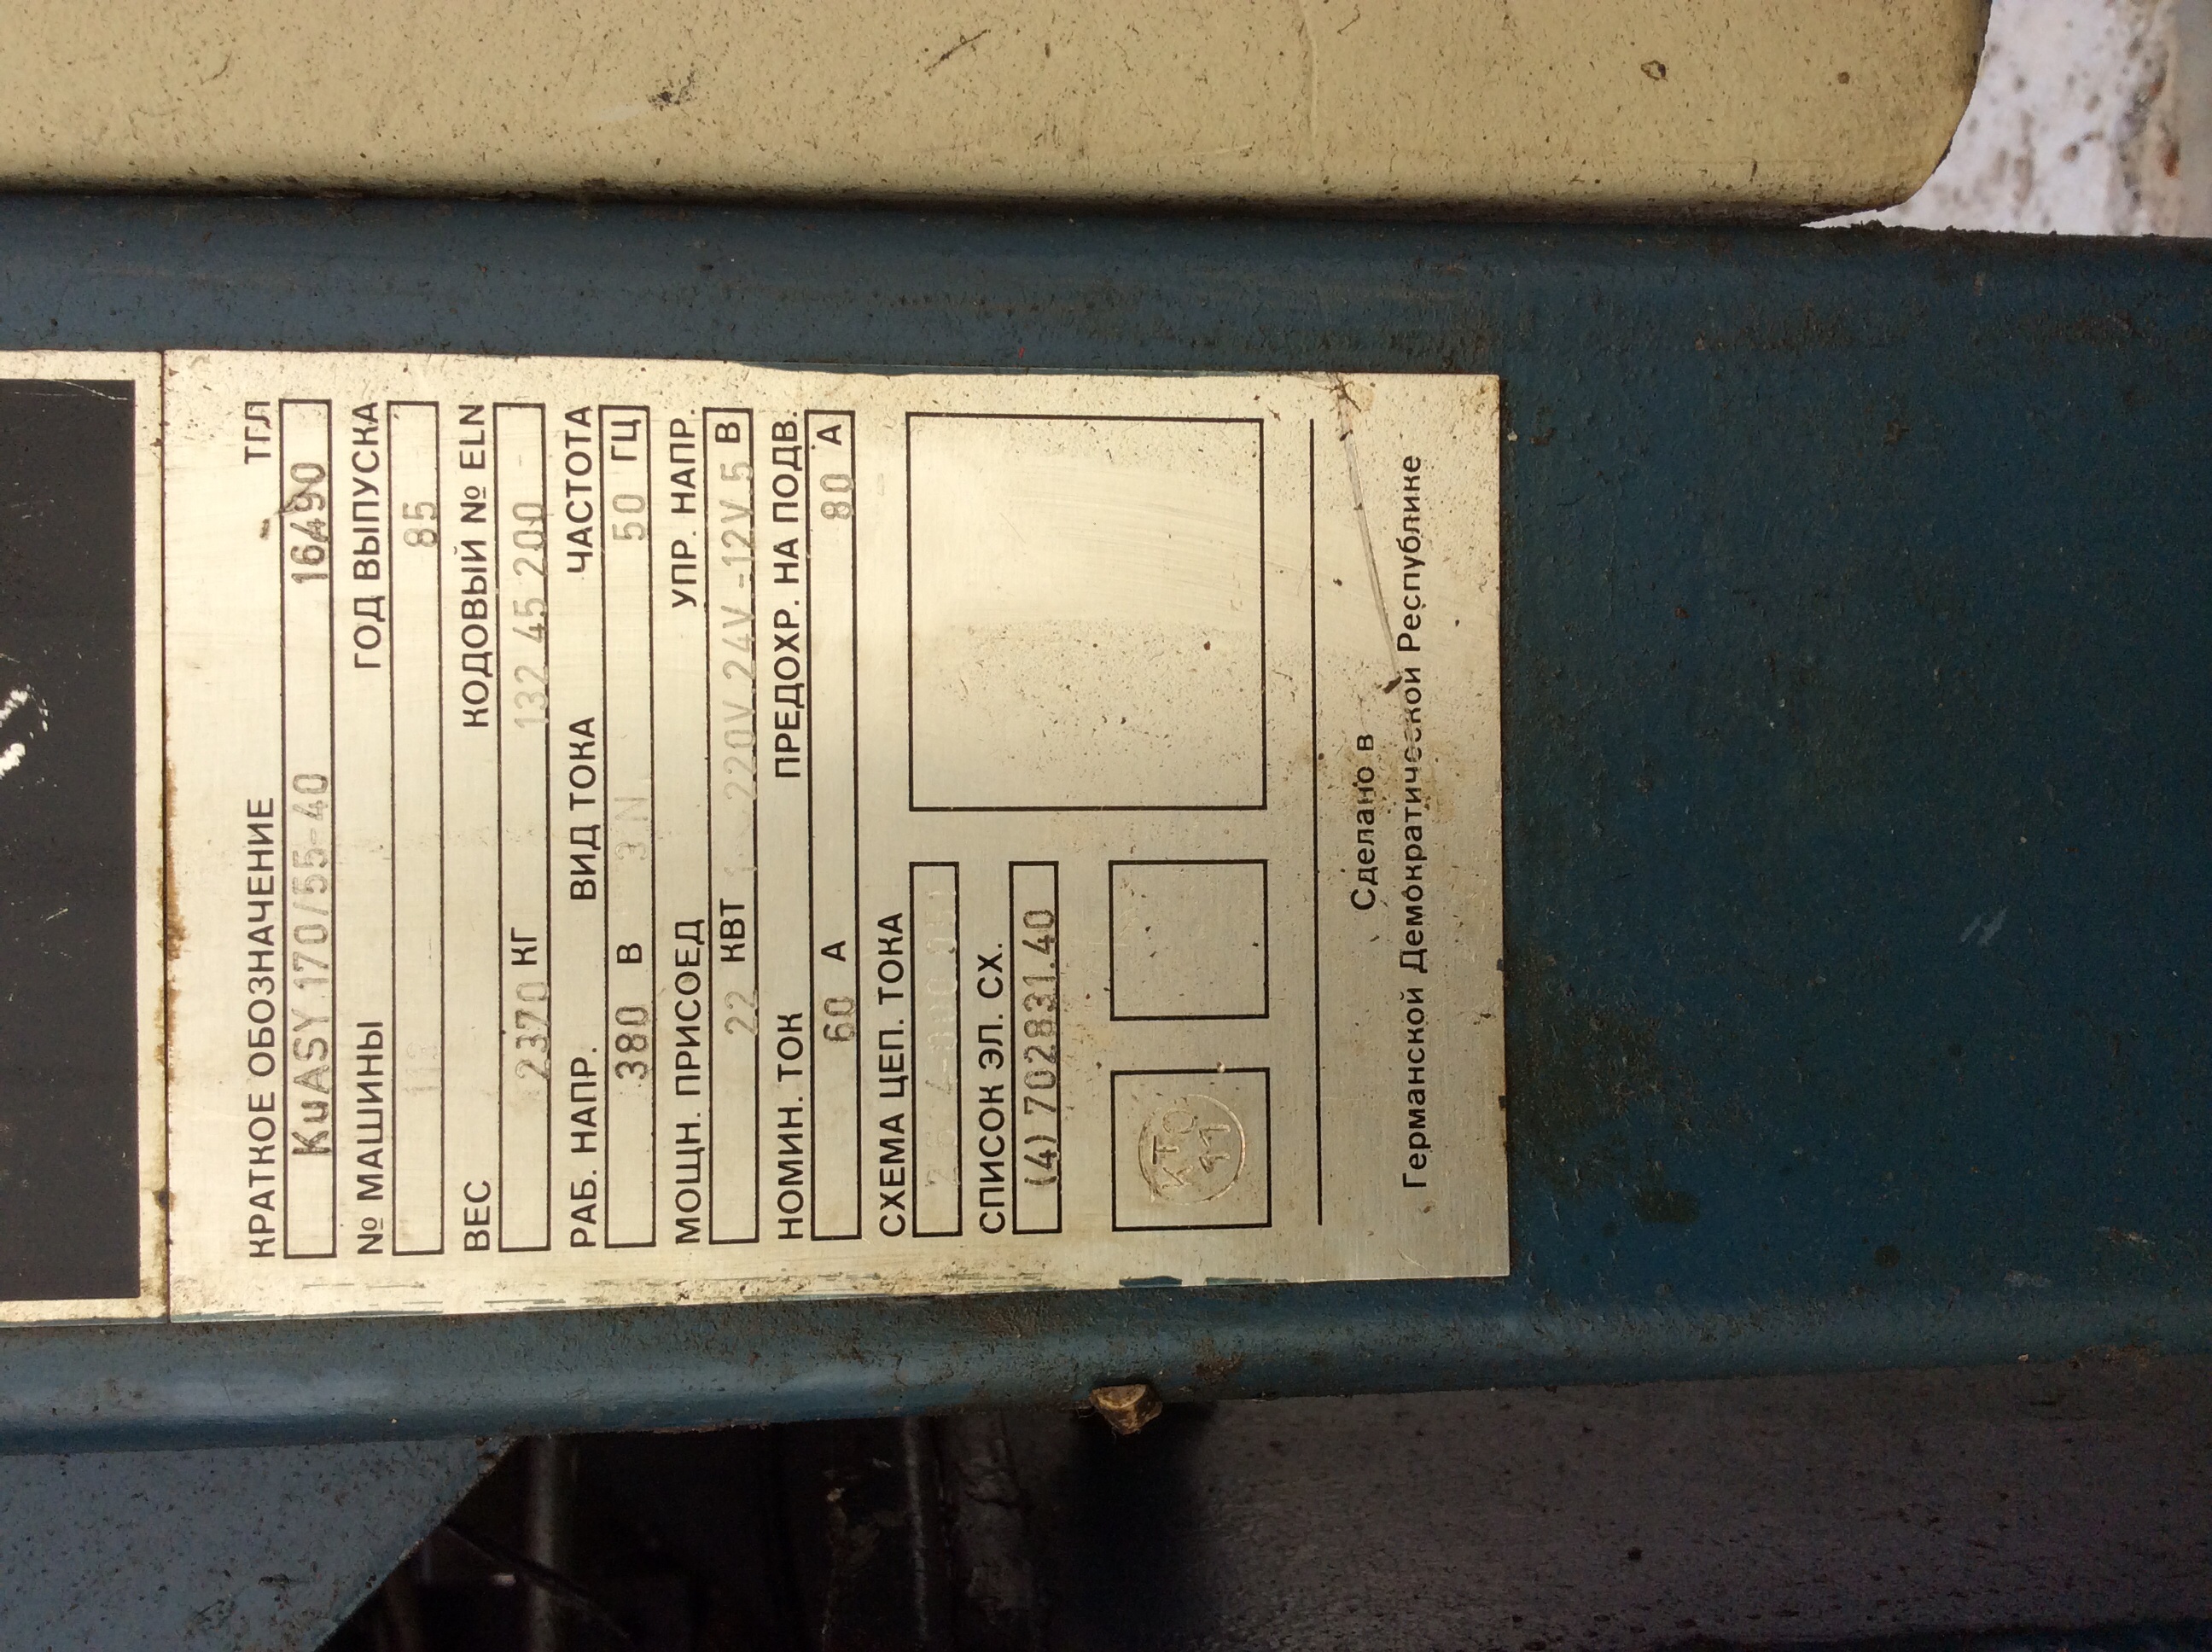 КРАТКОЕ ОБОЗНАЧЕНИЕ ТГЛ
KuASY 170/55-40 16490
№ МАШИНЫ ГОД ВЫПУСКА
85
ВЕС КОДОВЫЙ № ELN
2370 КГ 132 45 200
РАБ. НАПР. ВИД ТОКА ЧАСТОТА
380 В 3 N 50 ГЦ
МОЩН. ПРИСОЕД УПР. НАПР.
22 КВТ 220V.24V-12V.5 В
НОМИН. ТОК ПРЕДОХР. НА ПОДВ.
60 А 80 А
СХЕМА ЦЕП. ТОКА
СПИСОК ЭЛ. СХ.
(4) 702831.40
КТО
Сделано в
Германской Демократической Республике